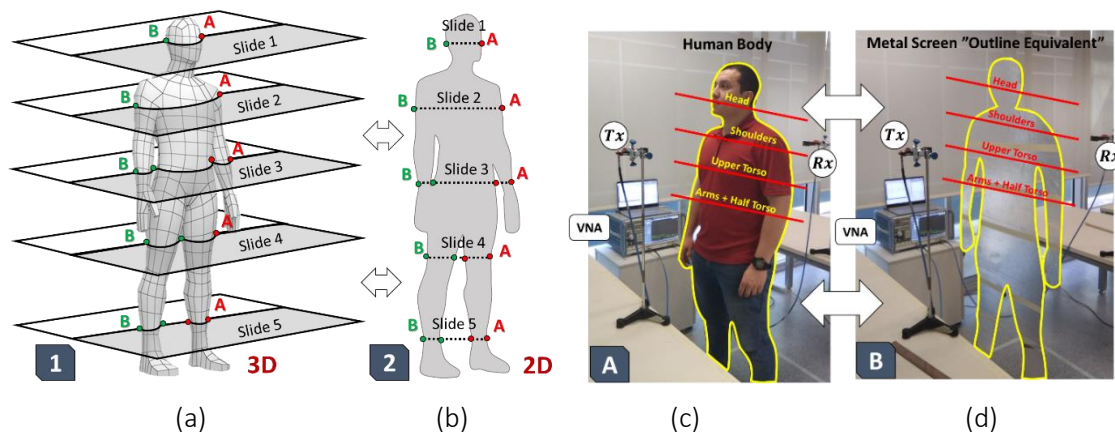 B
A
Slide 1
B
A
Slide 2
B
A
Slide 3
B
A
Slide 4
B
A
Slide 5
1
3D
(a)
Slide 1
B
A
Slide 2
B
A
Slide 3
B
A
Slide 4
B
A
Slide 5
B
A
2
2D
(b)
Human Body
Head
Tx
Shoulders
Rx
Upper Torso
Arms + Half Torso
VNA
A
(c)
Metal Screen "Outline Equivalent"
Head
Tx
Shoulders
Upper Torso
Rx
Arms + Half Torso
VNA
B
(d)